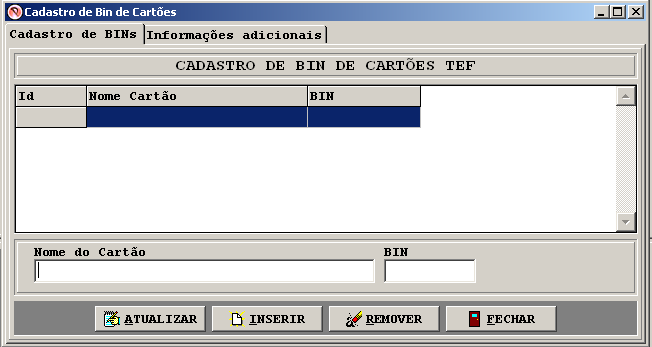 Cadastro de Bin de Cartões
Cadastro de BINs Informações adicionais
CADASTRO DE BIN DE CARTÕES TEF
Id Nome Cartão BIN
Nome do Cartão BIN
ATUALIZAR INSERIR REMOVER FECHAR